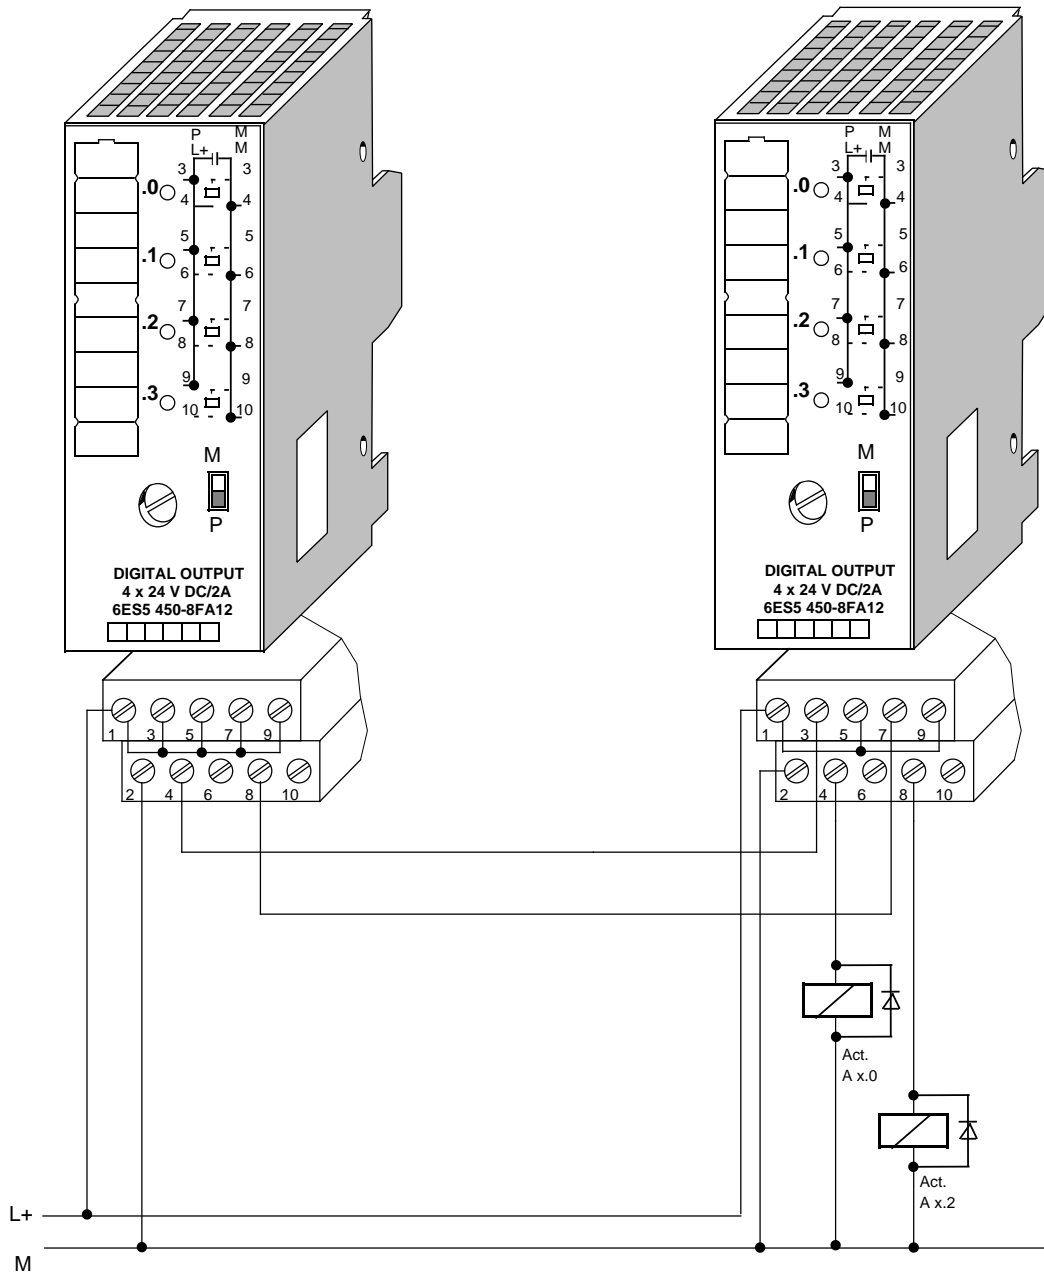 P M
L+ M
3 3
.0
4 4
5 5
.1
6 6
7 7
.2
8 8
9 9
.3
10 10
M
P
DIGITAL OUTPUT
4 x 24 V DC/2A
6ES5 450-8FA12
1 3 5 7 9
2 4 6 8 10
P M
L+ M
3 3
.0
4 4
5 5
.1
6 6
7 7
.2
8 8
9 9
.3
10 10
M
P
DIGITAL OUTPUT
4 x 24 V DC/2A
6ES5 450-8FA12
1 3 5 7 9
2 4 6 8 10
Act.
A x.0
Act.
A x.2
L+
M